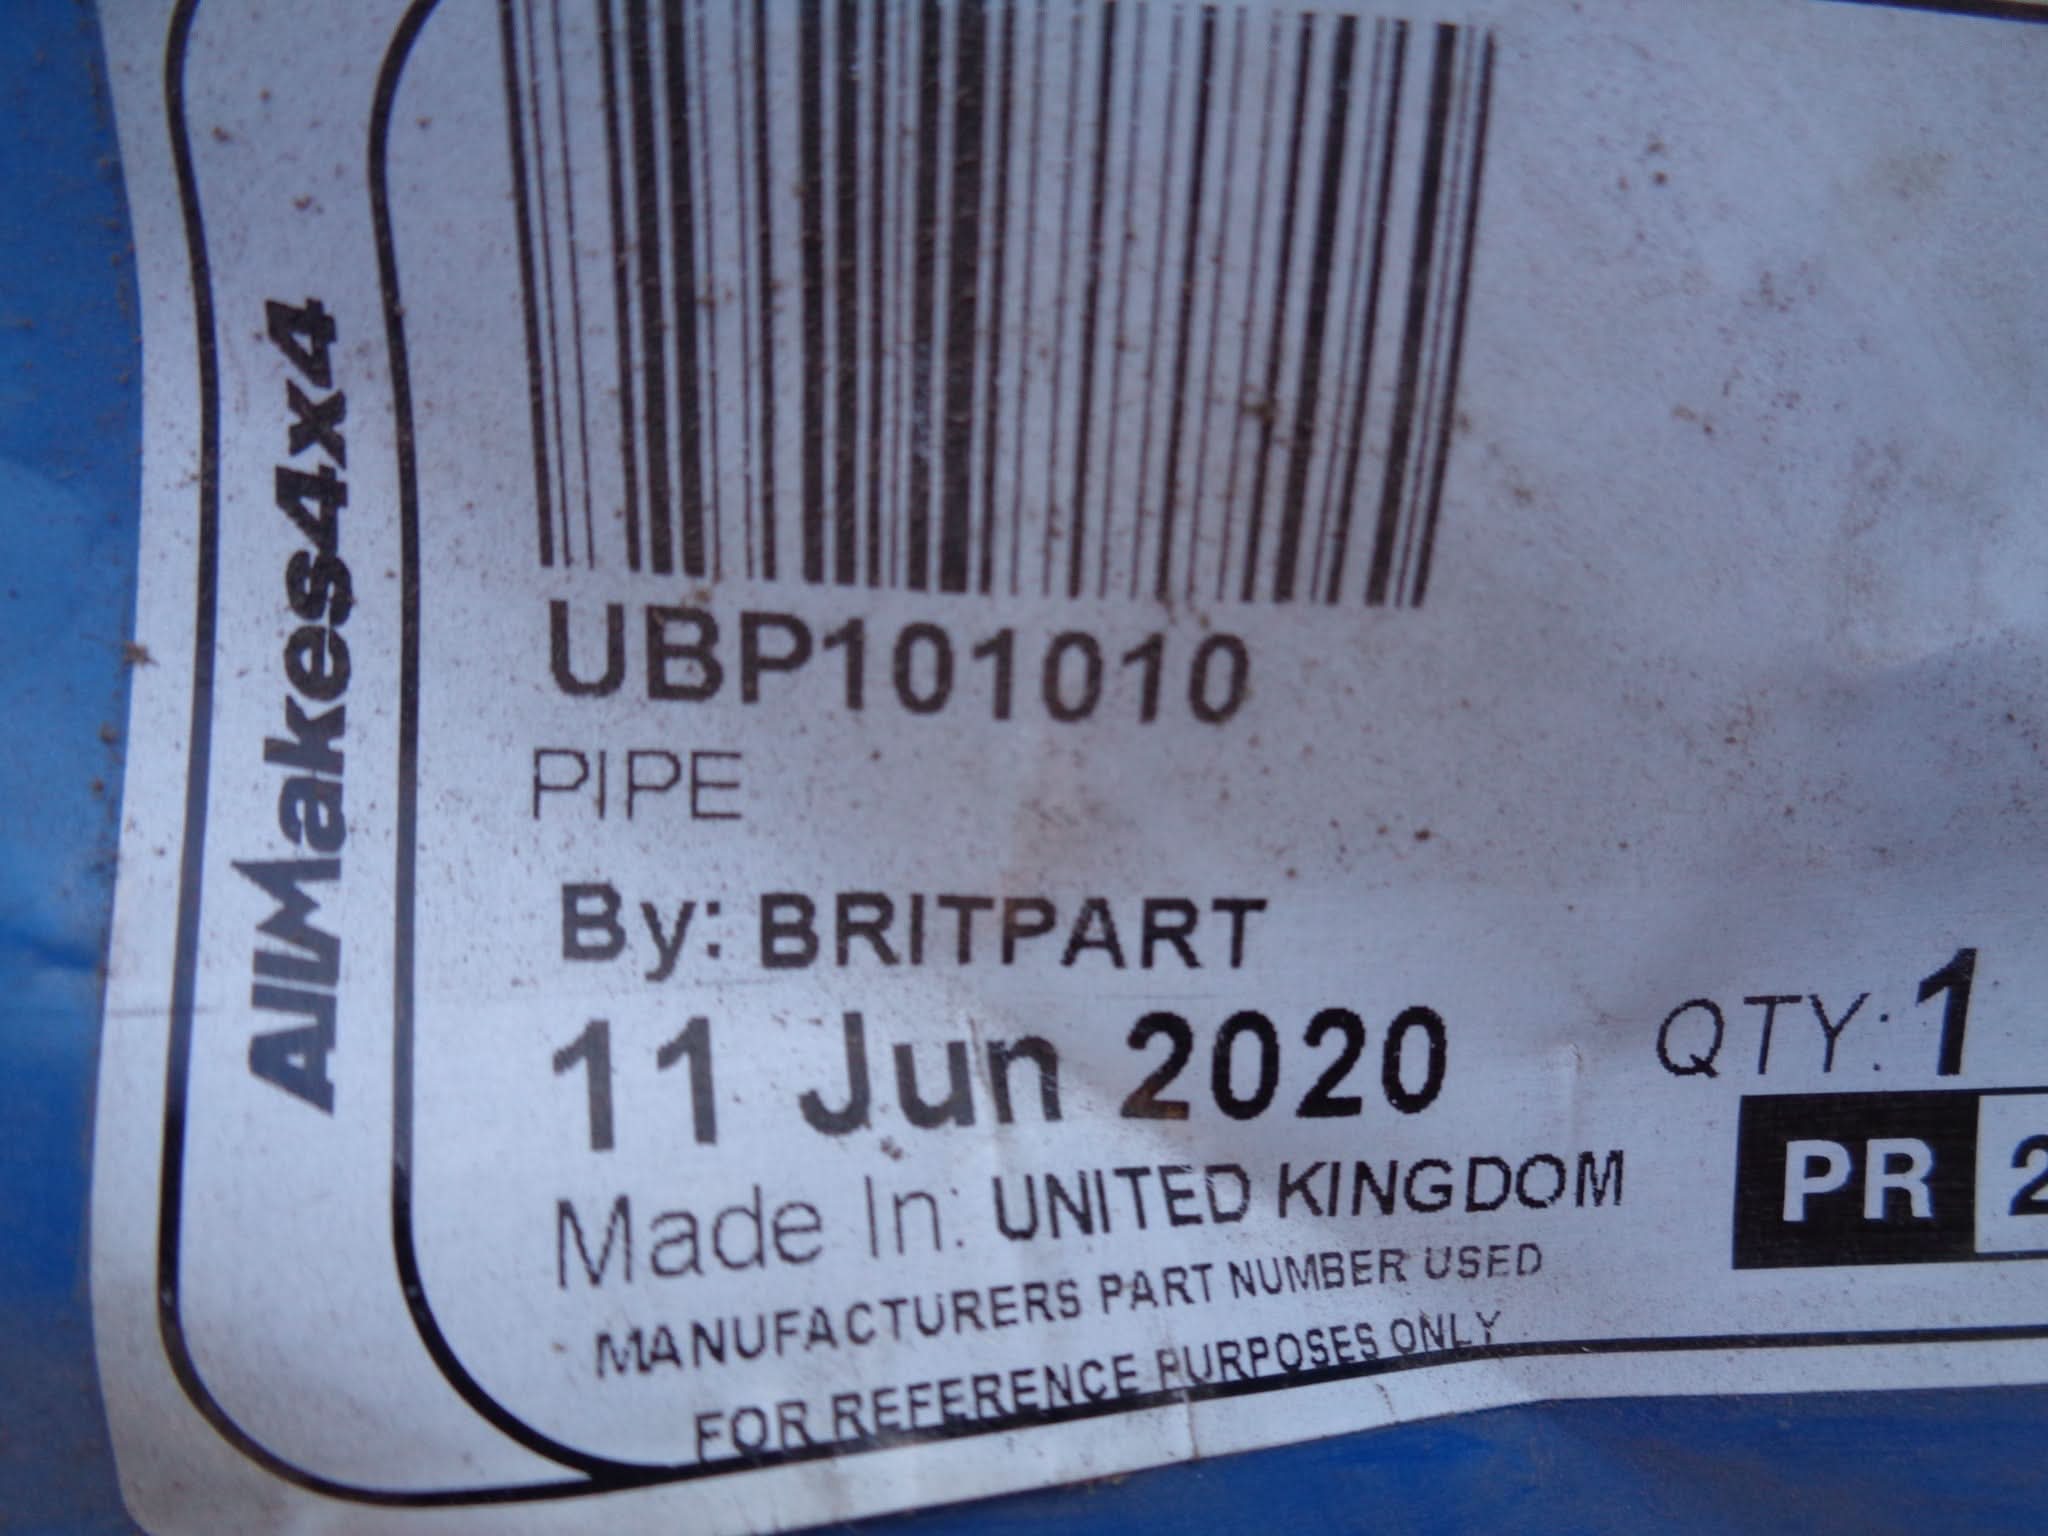 AllMakes4x4
UBP101010
PIPE
By: BRITPART
11 Jun 2020
QTY: 1
Made In: UNITED KINGDOM
PR 2
MANUFACTURERS PART NUMBER USED
FOR REFERENCE PURPOSES ONLY